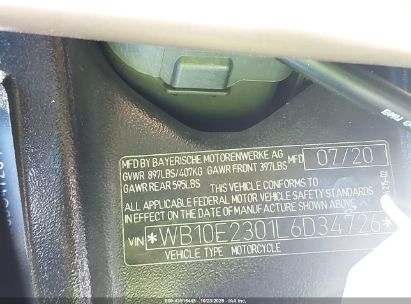 MFD BY BAYERISCHE MOTORENWERKE AG MFD 07/20
GVWR 897LBS/407KG GAWR FRONT 397LBS
GAWR REAR 595LBS THIS VEHICLE CONFORMS TO
ALL APPLICABLE FEDERAL MOTOR VEHICLE SAFETY STANDARDS
IN EFFECT ON THE DATE OF MANUFACTURE SHOWN ABOVE
VIN *WB10E2301L6D34726*
VEHICLE TYPE MOTORCYCLE
BMW